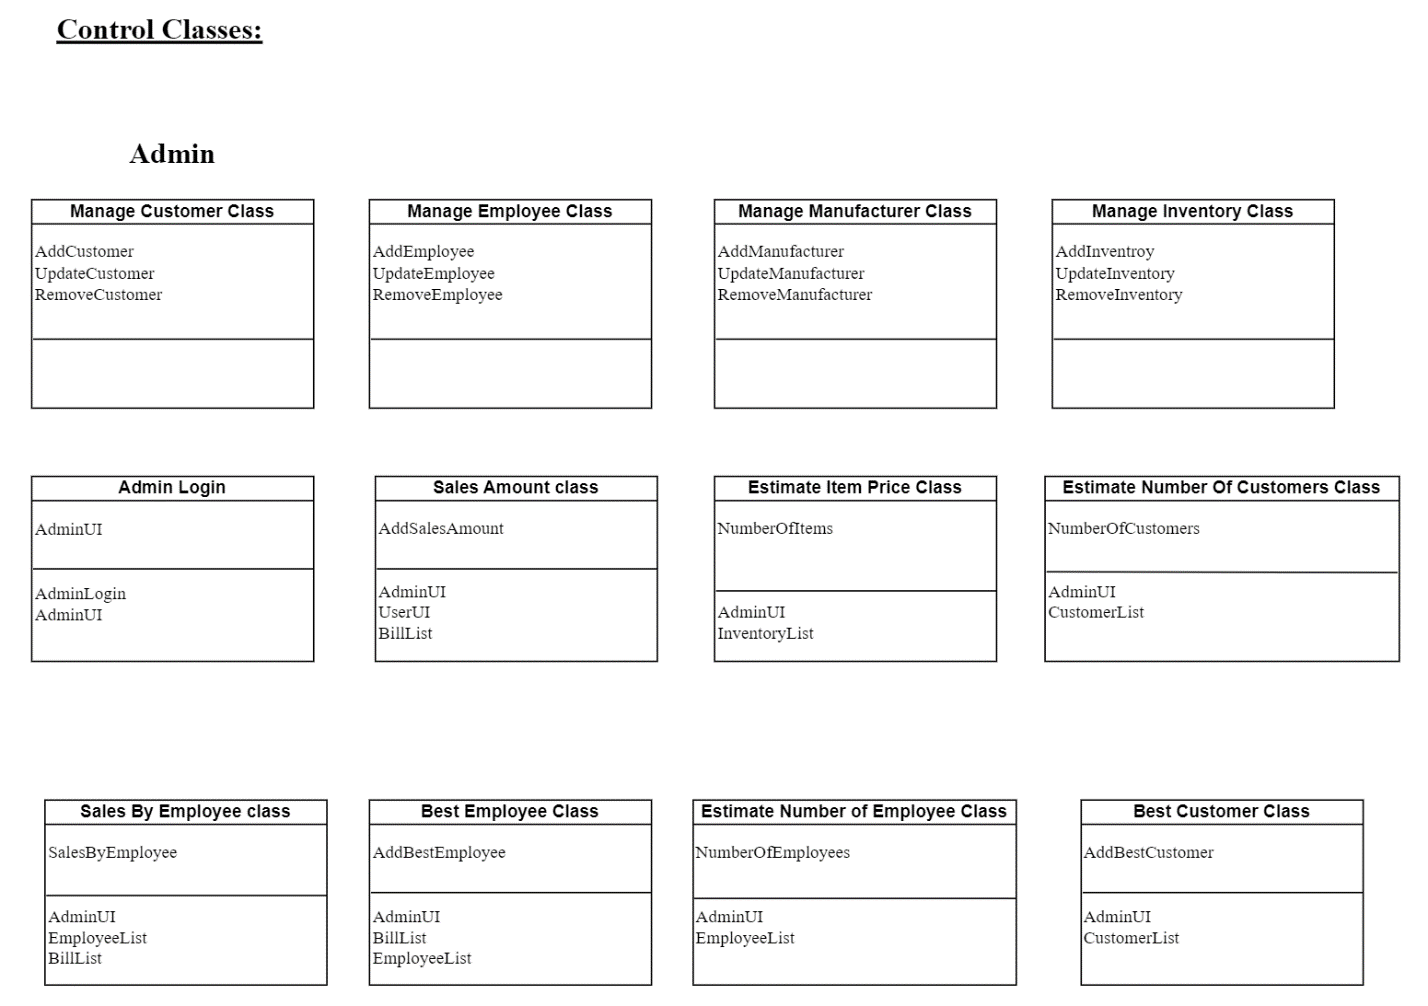 Control Classes:
Admin
Manage Customer Class
AddCustomer
UpdateCustomer
RemoveCustomer
Manage Employee Class
AddEmployee
UpdateEmployee
RemoveEmployee
Manage Manufacturer Class
AddManufacturer
UpdateManufacturer
RemoveManufacturer
Manage Inventory Class
AddInventroy
UpdateInventory
RemoveInventory
Admin Login
AdminUI
AdminLogin
AdminUI
Sales Amount class
AddSalesAmount
AdminUI
UserUI
BillList
Estimate Item Price Class
NumberOfItems
AdminUI
InventoryList
Estimate Number Of Customers Class
NumberOfCustomers
AdminUI
CustomerList
Sales By Employee class
SalesByEmployee
AdminUI
EmployeeList
BillList
Best Employee Class
AddBestEmployee
AdminUI
BillList
EmployeeList
Estimate Number of Employee Class
NumberOfEmployees
AdminUI
EmployeeList
Best Customer Class
AddBestCustomer
AdminUI
CustomerList